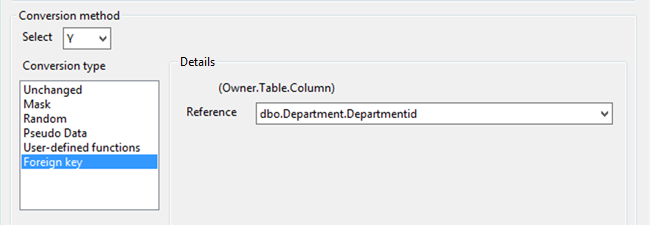 Conversion method
Select Y
Conversion type
Unchanged
Mask
Random
Pseudo Data
User-defined functions
Foreign key
Details
(Owner.Table.Column)
Reference dbo.Department.Departmentid